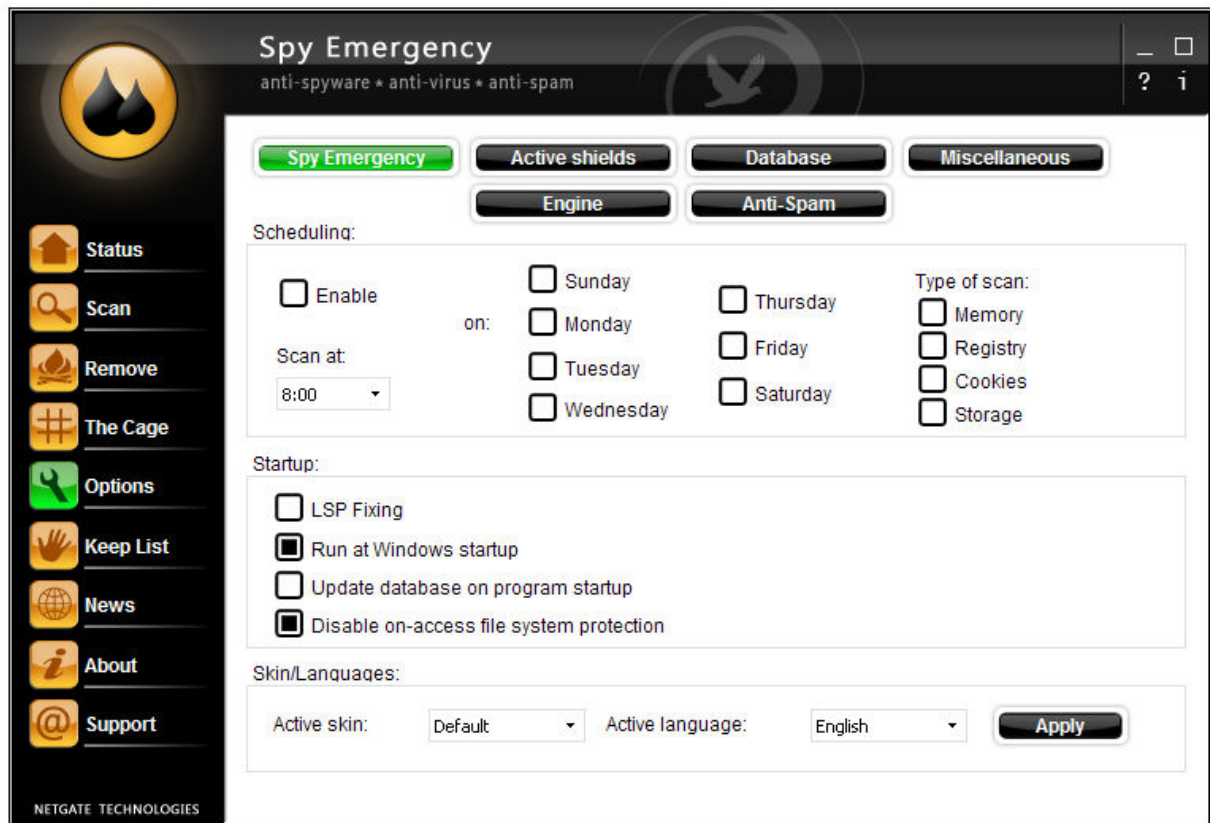 Spy Emergency
anti-spyware ★ anti-virus ★ anti-spam
? i
Spy Emergency
Active shields
Database
Miscellaneous
Engine
Anti-Spam
Status
Scan
Remove
The Cage
Options
Keep List
News
About
Support
NETGATE TECHNOLOGIES
Scheduling:
Enable
Scan at:
8:00
on:
Sunday
Monday
Tuesday
Wednesday
Thursday
Friday
Saturday
Type of scan:
Memory
Registry
Cookies
Storage
Startup:
LSP Fixing
Run at Windows startup
Update database on program startup
Disable on-access file system protection
Skin/Languages:
Active skin:
Default
Active language:
English
Apply